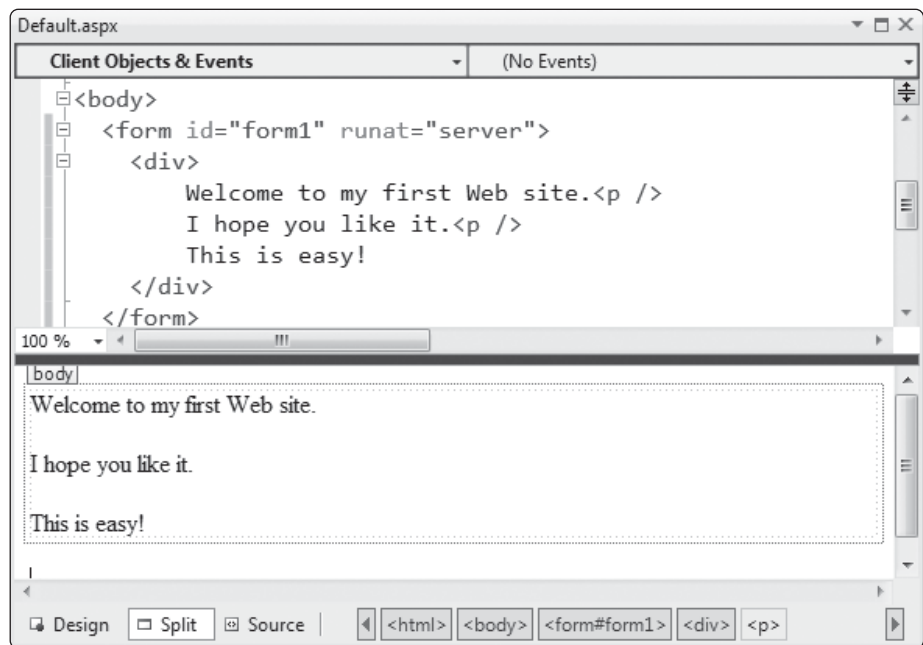 Default.aspx
Client Objects & Events (No Events)
<body>
<form id="form1" runat="server">
<div>
Welcome to my first Web site.<p />
I hope you like it.<p />
This is easy!
</div>
</form>
100 %
body
Welcome to my first Web site.
I hope you like it.
This is easy!
Design Split Source <html> <body> <form#form1> <div> <p>